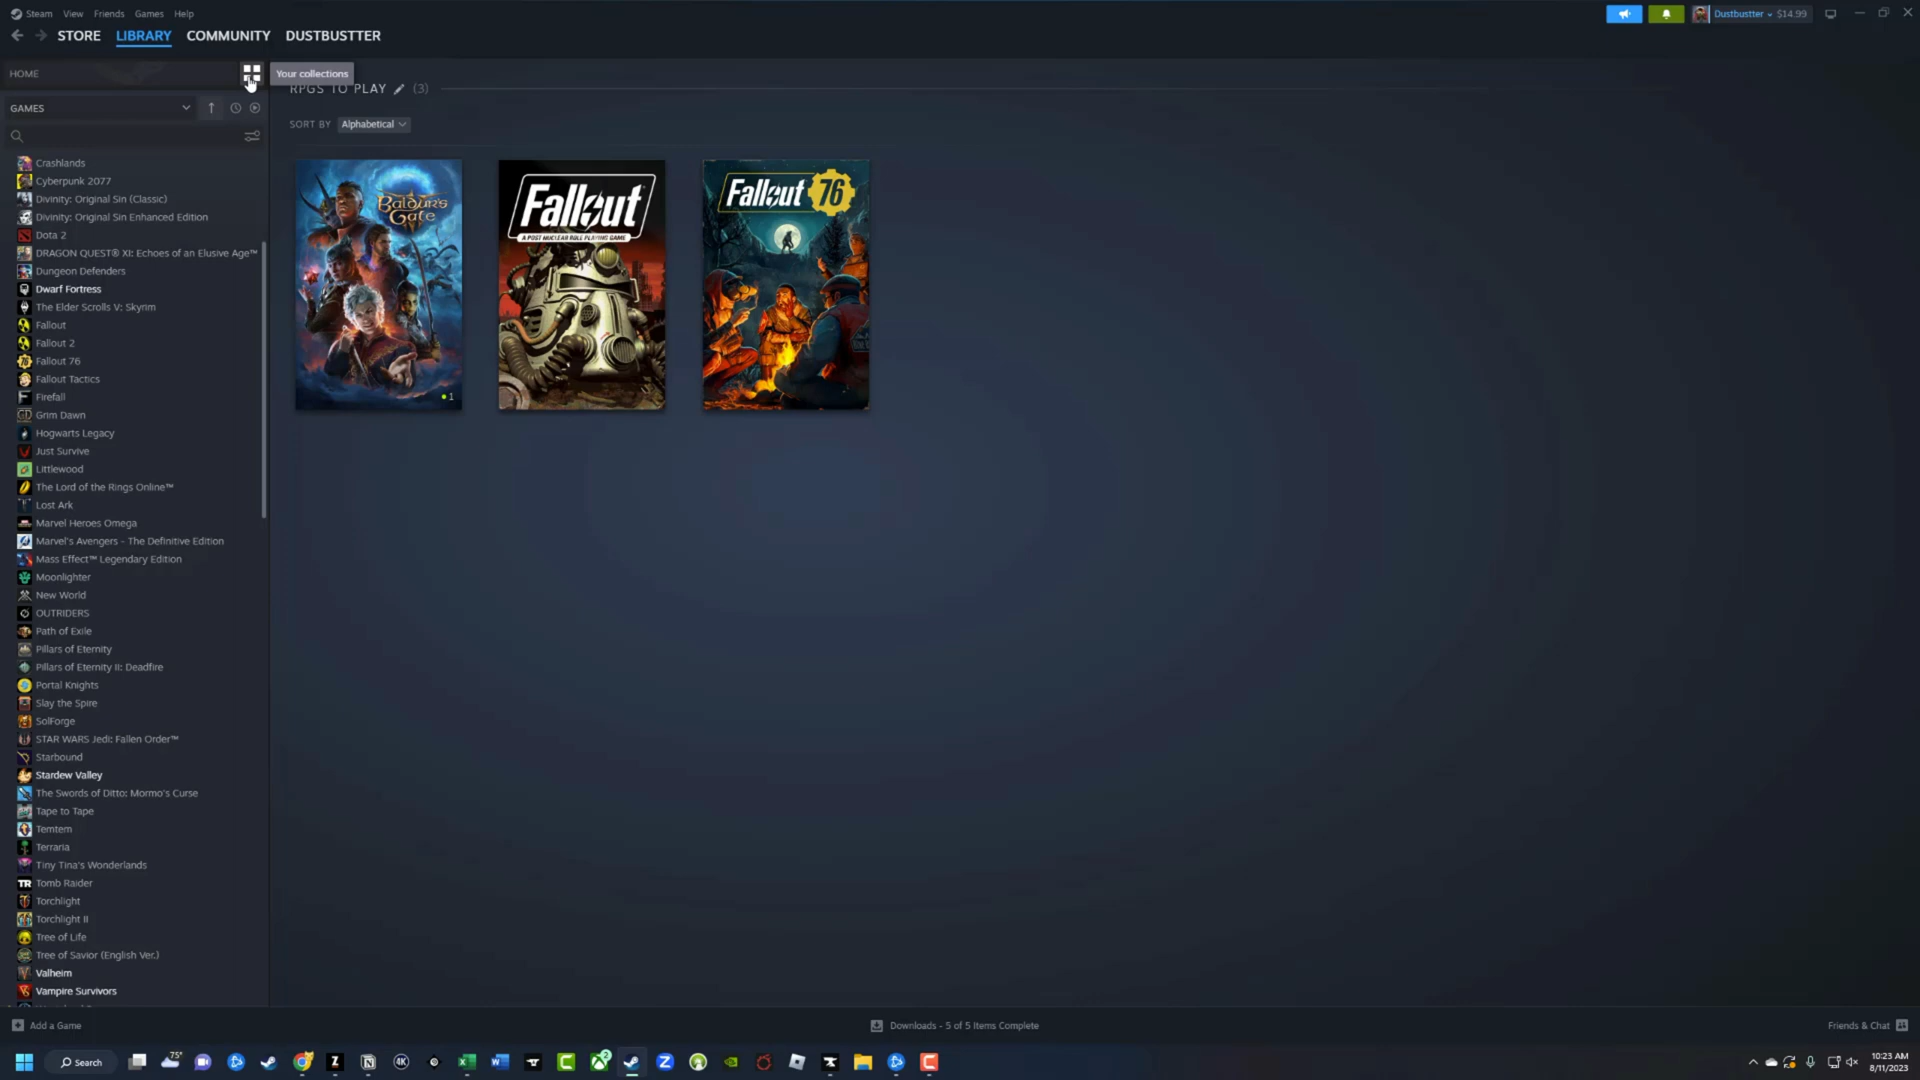 Steam View Friends Games Help
Dustbustter $14.99
STORE LIBRARY COMMUNITY DUSTBUSTTER
HOME
Your collections
RPGS TO PLAY (3)
GAMES
SORT BY Alphabetical
Crashlands
Cyberpunk 2077
Divinity: Original Sin (Classic)
Divinity: Original Sin Enhanced Edition
Dota 2
DRAGON QUEST® XI: Echoes of an Elusive Age™
Dungeon Defenders
Dwarf Fortress
The Elder Scrolls V: Skyrim
Fallout
Fallout 2
Fallout 76
Fallout Tactics
Firefall
Grim Dawn
Hogwarts Legacy
Just Survive
Littlewood
The Lord of the Rings Online™
Lost Ark
Marvel Heroes Omega
Marvel's Avengers - The Definitive Edition
Mass Effect™ Legendary Edition
Moonlighter
New World
OUTRIDERS
Path of Exile
Pillars of Eternity
Pillars of Eternity II: Deadfire
Portal Knights
Slay the Spire
SolForge
STAR WARS Jedi: Fallen Order™
Starbound
Stardew Valley
The Swords of Ditto: Mormo's Curse
Tape to Tape
Temtem
Terraria
Tiny Tina's Wonderlands
TR Tomb Raider
Torchlight
Torchlight II
Tree of Life
Tree of Savior (English Ver.)
Valheim
Vampire Survivors
Baldur's
Gate
1
Fallout
A POST NUCLEAR ROLE PLAYING GAME
Fallout 76
Add a Game
Downloads - 5 of 5 Items Complete
Friends & Chat
75°
Search
4K
2
10:23 AM
8/11/2023